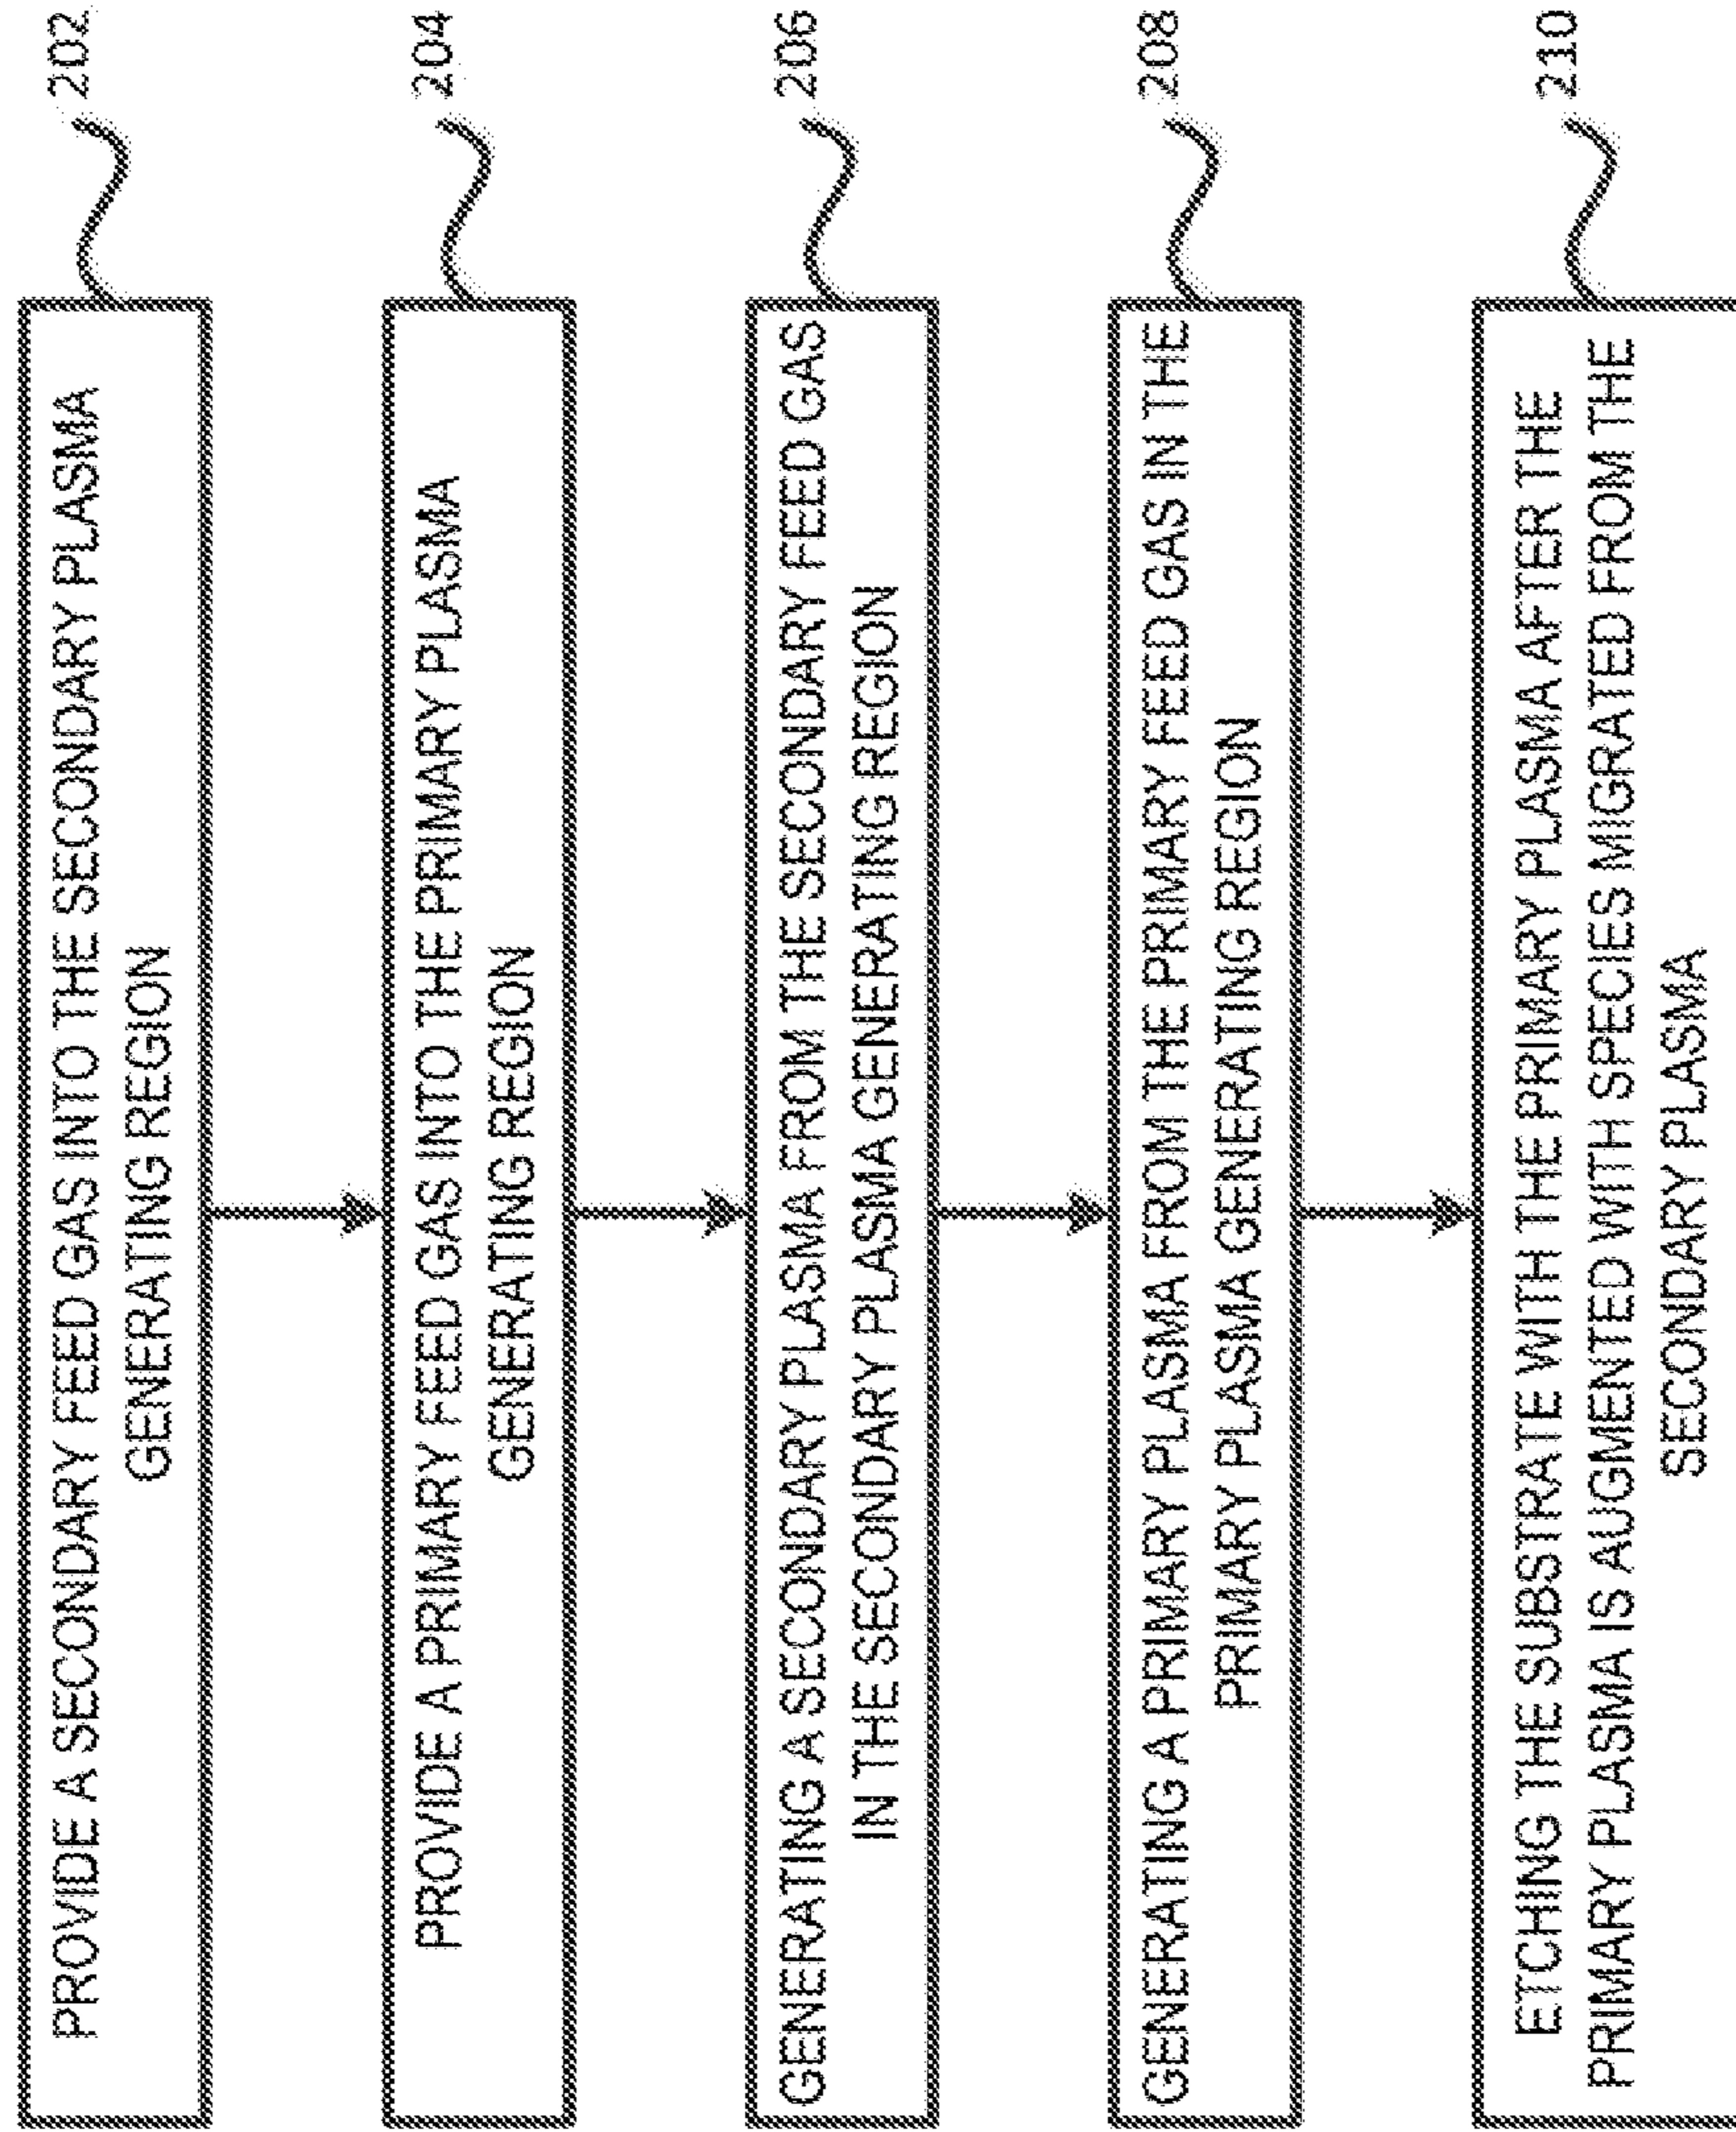 PROVIDE A SECONDARY FEED GAS INTO THE SECONDARY PLASMA
GENERATING REGION
202
PROVIDE A PRIMARY FEED GAS INTO THE PRIMARY PLASMA
GENERATING REGION
204
GENERATING A SECONDARY PLASMA FROM THE SECONDARY FEED GAS
IN THE SECONDARY PLASMA GENERATING REGION
206
GENERATING A PRIMARY PLASMA FROM THE PRIMARY FEED GAS IN THE
PRIMARY PLASMA GENERATING REGION
208
ETCHING THE SUBSTRATE WITH THE PRIMARY PLASMA AFTER THE
PRIMARY PLASMA IS AUGMENTED WITH SPECIES MIGRATED FROM THE
SECONDARY PLASMA
210